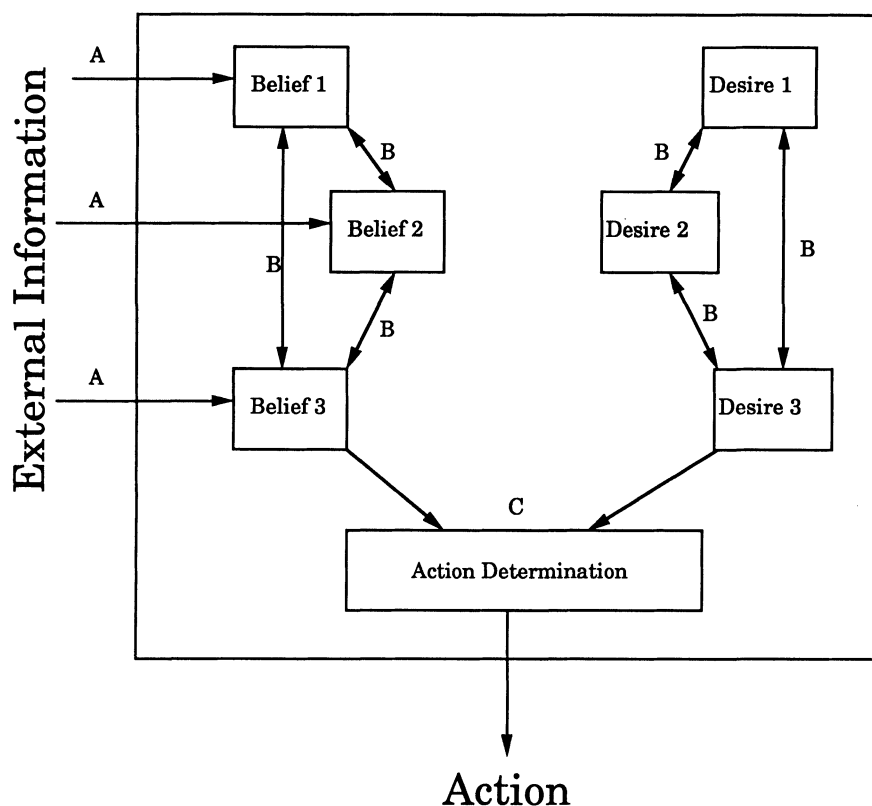 External Information
A
Belief 1
Desire 1
B
B
A
Belief 2
Desire 2
B
B
B
B
A
Belief 3
Desire 3
C
Action Determination
Action